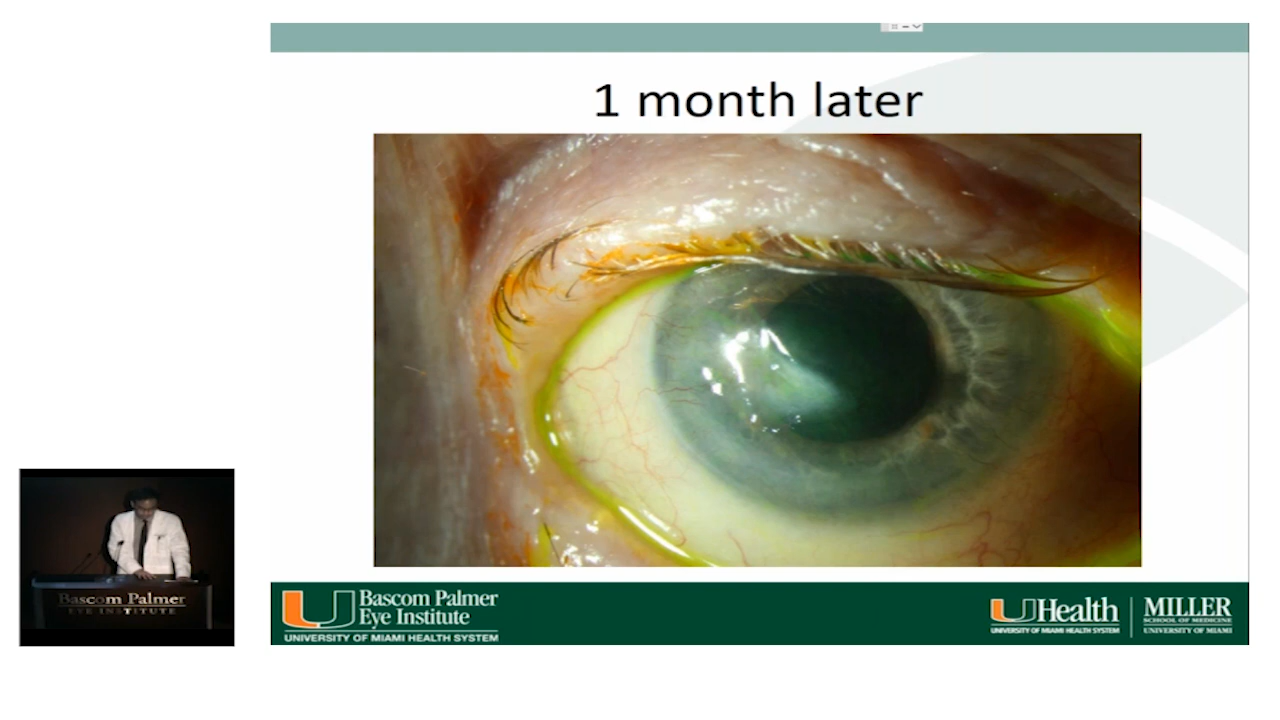 1 month later
Bascom Palmer
EYE INSTITUTE
Bascom Palmer
Eye Institute
UNIVERSITY OF MIAMI HEALTH SYSTEM
UHealth
UNIVERSITY OF MIAMI HEALTH SYSTEM
MILLER
SCHOOL OF MEDICINE
UNIVERSITY OF MIAMI